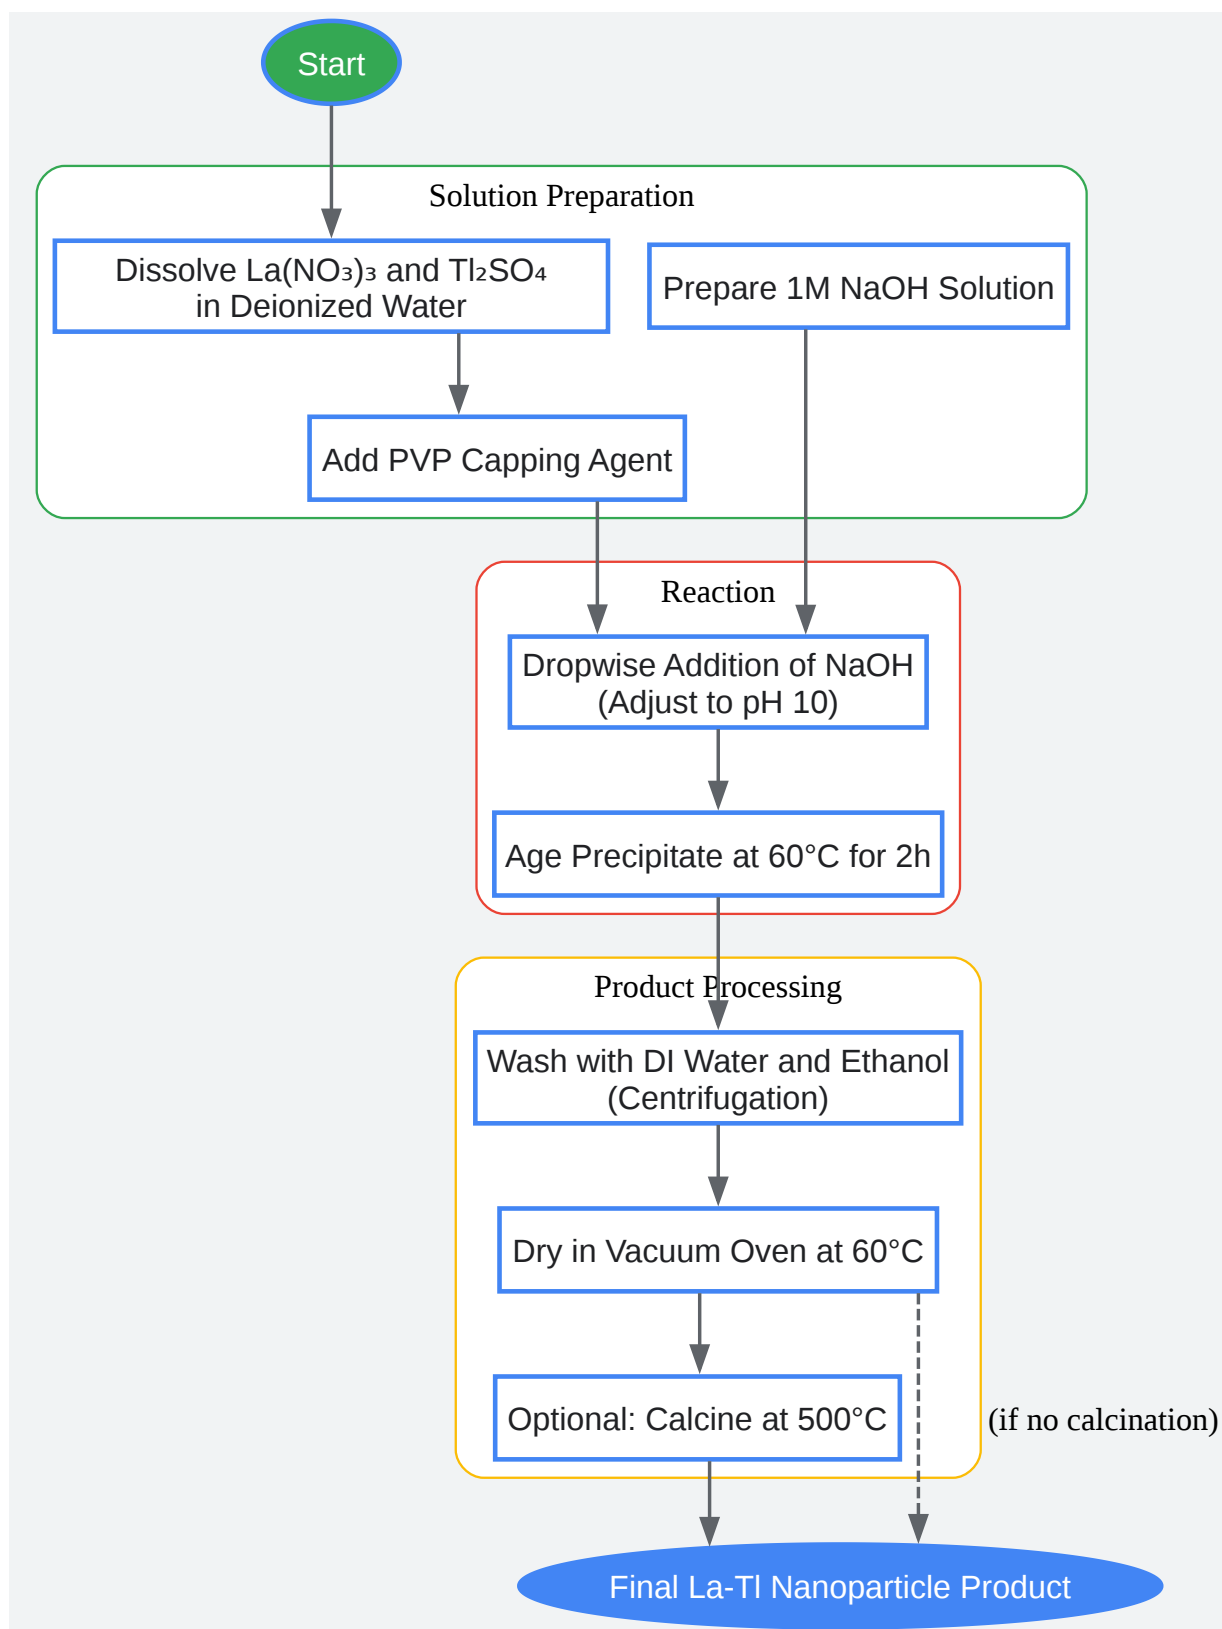 Start
Solution Preparation
Dissolve La(NO₃)₃ and Tl₂SO₄
in Deionized Water
Prepare 1M NaOH Solution
Add PVP Capping Agent
Reaction
Dropwise Addition of NaOH
(Adjust to pH 10)
Age Precipitate at 60°C for 2h
Product Processing
Wash with DI Water and Ethanol
(Centrifugation)
Dry in Vacuum Oven at 60°C
Optional: Calcine at 500°C
(if no calcination)
Final La-Tl Nanoparticle Product